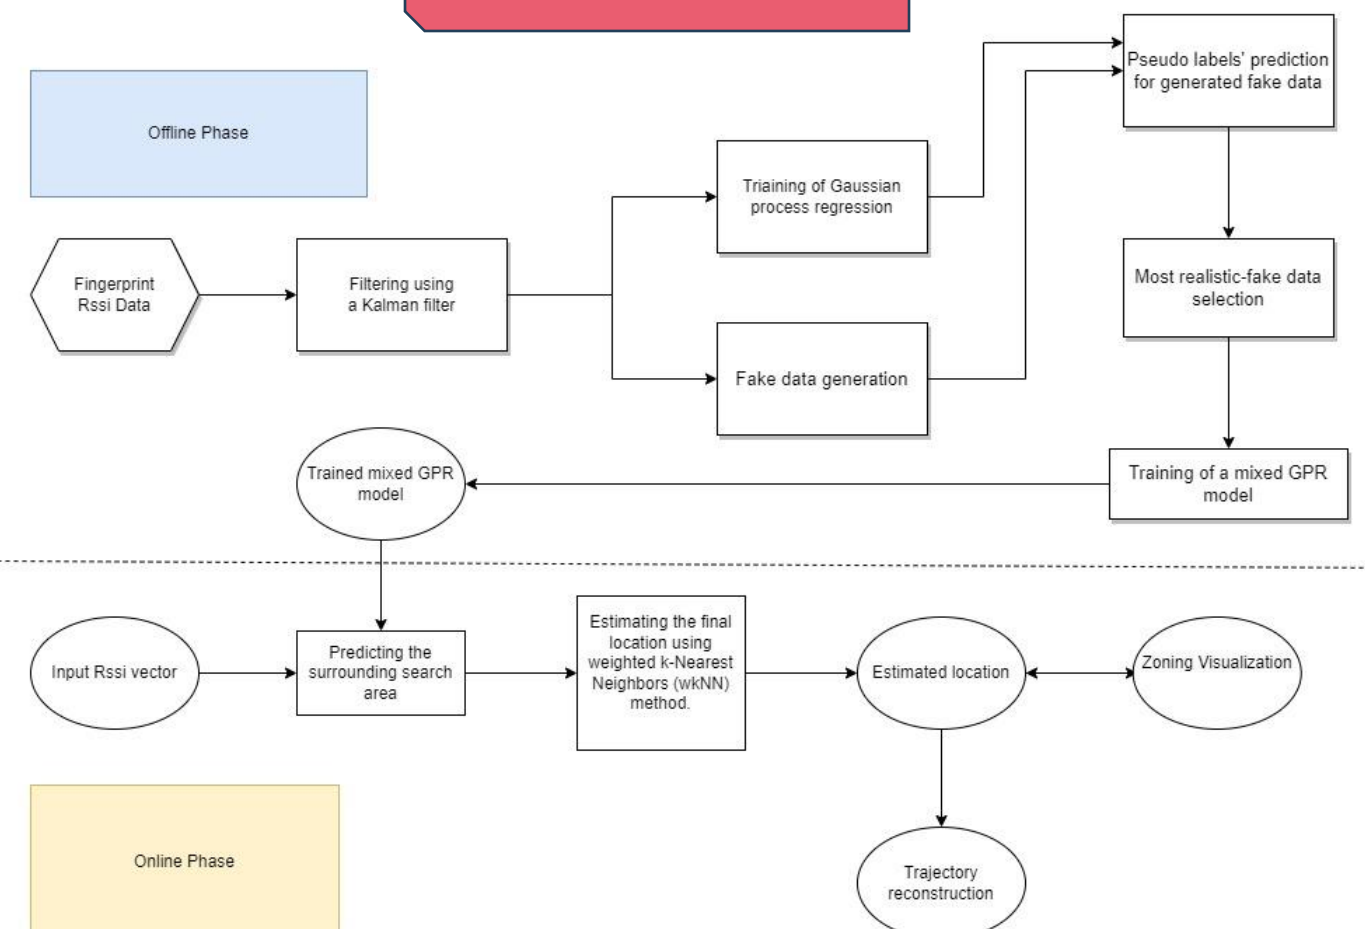 Pseudo labels' prediction
for generated fake data
Offline Phase
Triaining of Gaussian
process regression
Fingerprint
Rssi Data
Filtering using
a Kalman filter
Most realistic-fake data
selection
Fake data generation
Trained mixed GPR
model
Training of a mixed GPR
model
Input Rssi vector
Predicting the
surrounding search
area
Estimating the final
location using
weighted k-Nearest
Neighbors (wkNN)
method.
Estimated location
Zoning Visualization
Online Phase
Trajectory
reconstruction